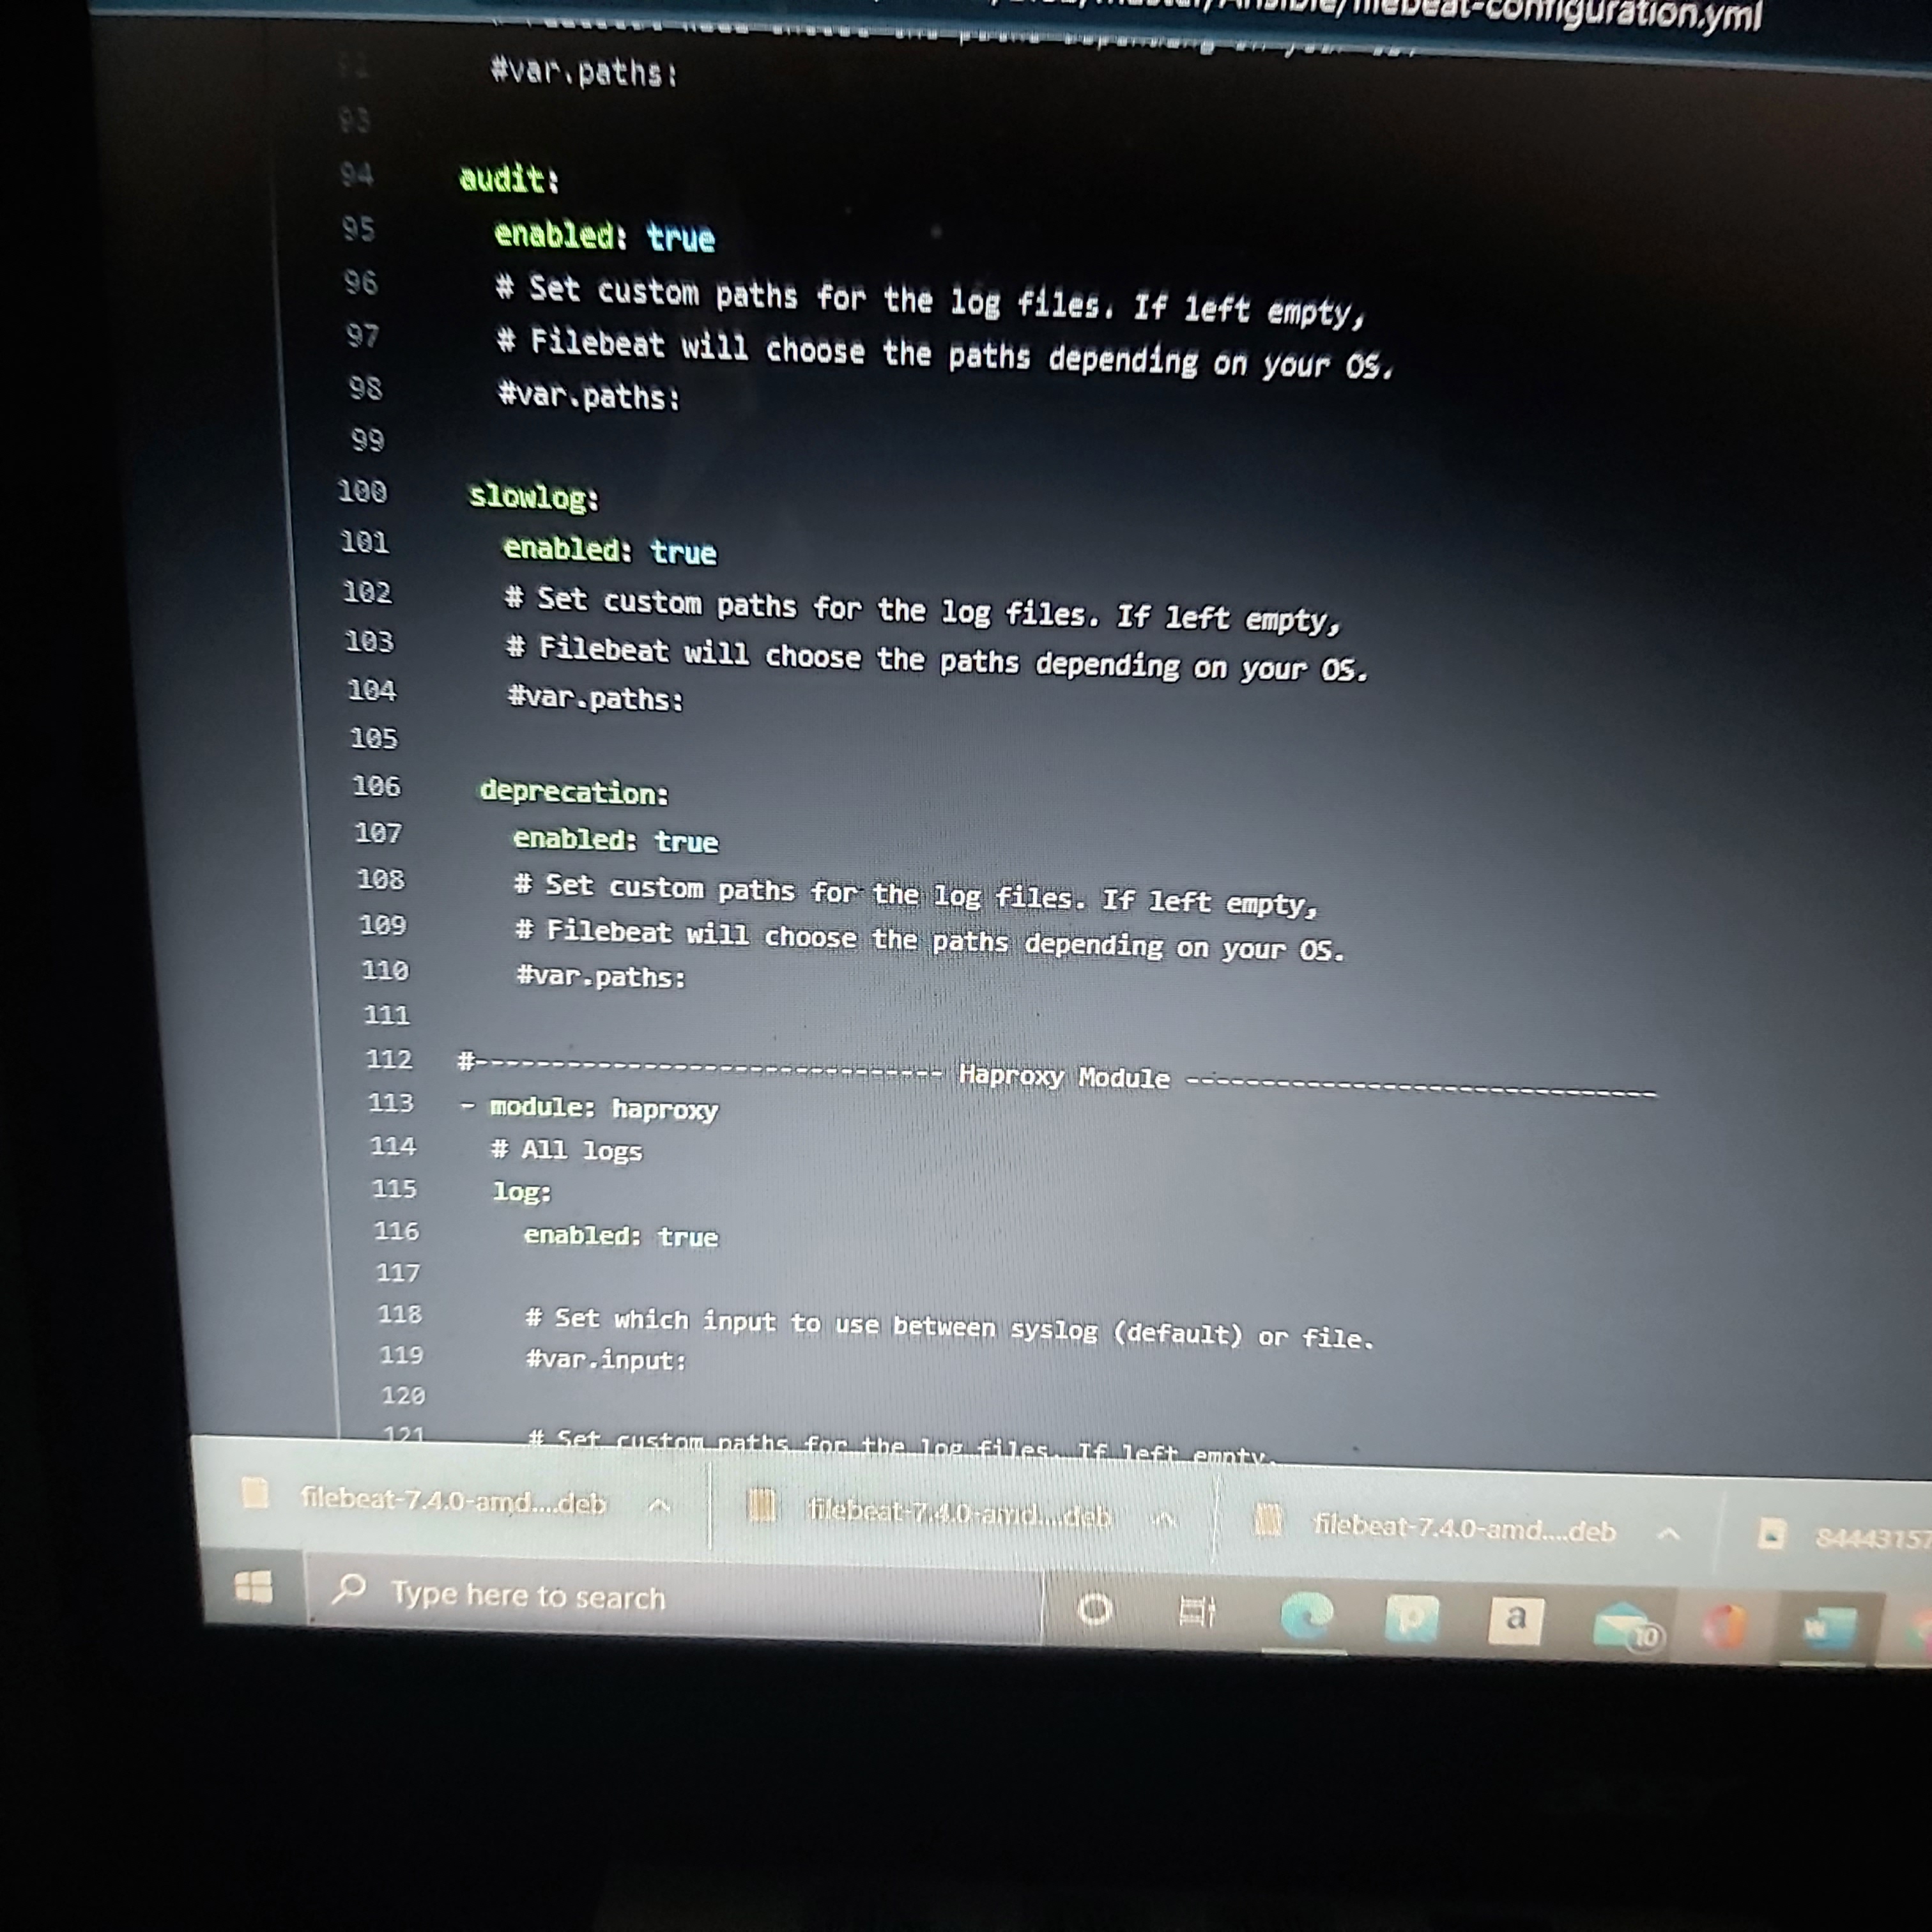 /master/Ansible/filebeat-configuration.yml
#var.paths:
93
94 audit:
95 enabled: true
96 # Set custom paths for the log files. If left empty,
97 # Filebeat will choose the paths depending on your OS.
98 #var.paths:
99
100 slowlog:
101 enabled: true
102 # Set custom paths for the log files. If left empty,
103 # Filebeat will choose the paths depending on your OS.
104 #var.paths:
105
106 deprecation:
107 enabled: true
108 # Set custom paths for the log files. If left empty,
109 # Filebeat will choose the paths depending on your OS.
110 #var.paths:
111
112 #------------------------------- Haproxy Module -------------------------------
113 - module: haproxy
114 # All logs
115 log:
116 enabled: true
117
118 # Set which input to use between syslog (default) or file.
119 #var.input:
120
121 # Set custom paths for the log files. If left empty,
filebeat-7.4.0-amd....deb filebeat-7.4.0-amd....deb filebeat-7.4.0-amd....deb 84443157
Type here to search a 10 W